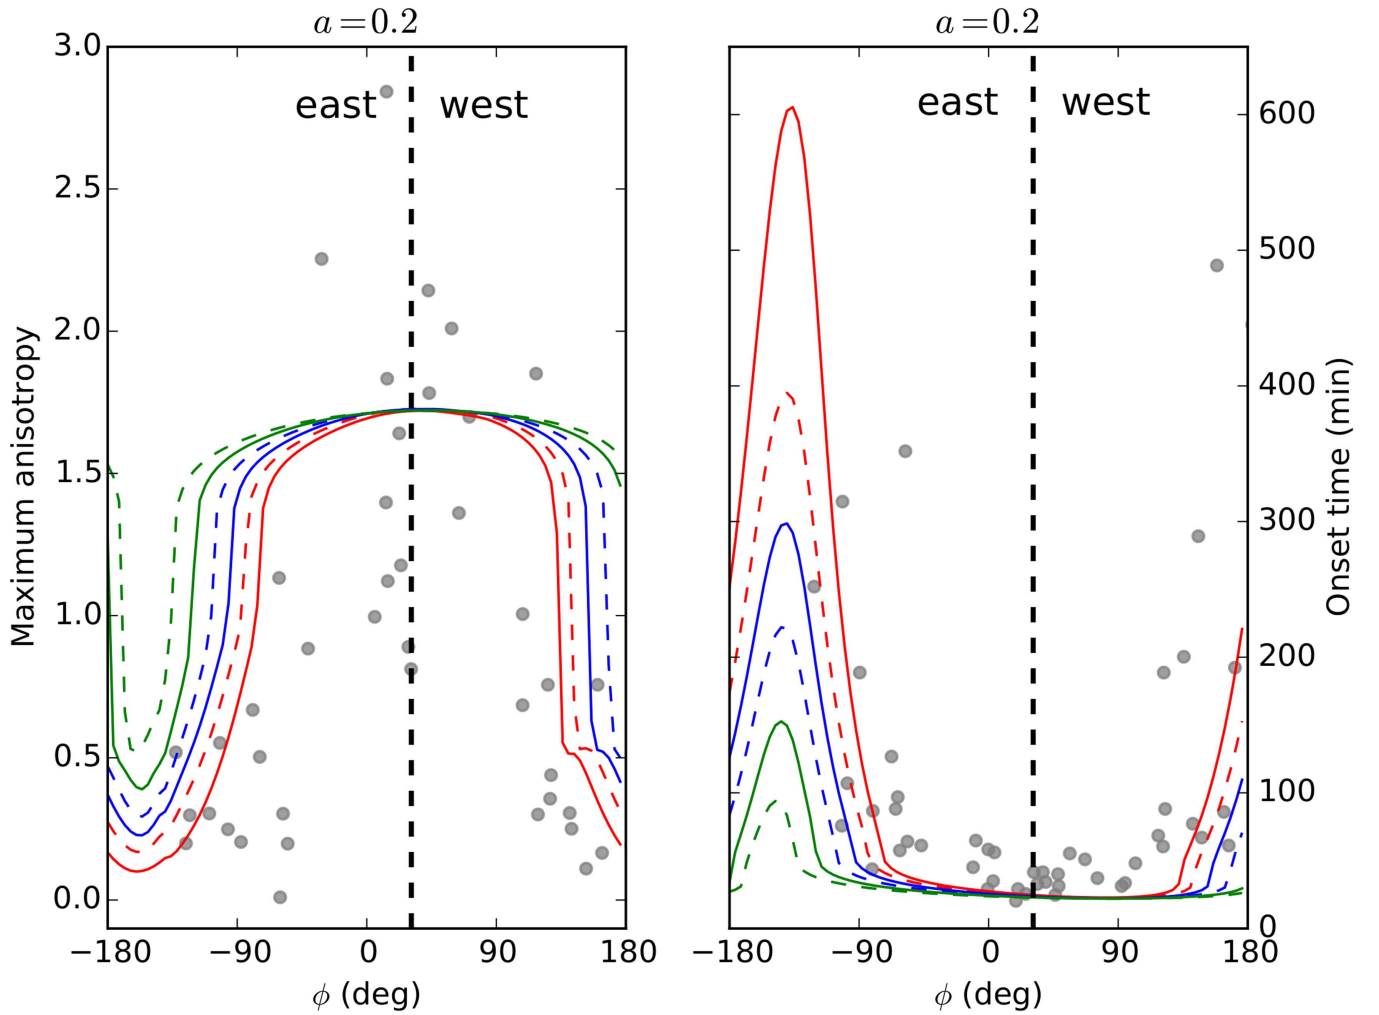 a = 0.2
a = 0.2
3.0
2.5
2.0
1.5
1.0
0.5
0.0
Maximum anisotropy
east
west
−180
−90
0
90
180
ϕ (deg)
east
west
600
500
400
300
200
100
0
Onset time (min)
−180
−90
0
90
180
ϕ (deg)